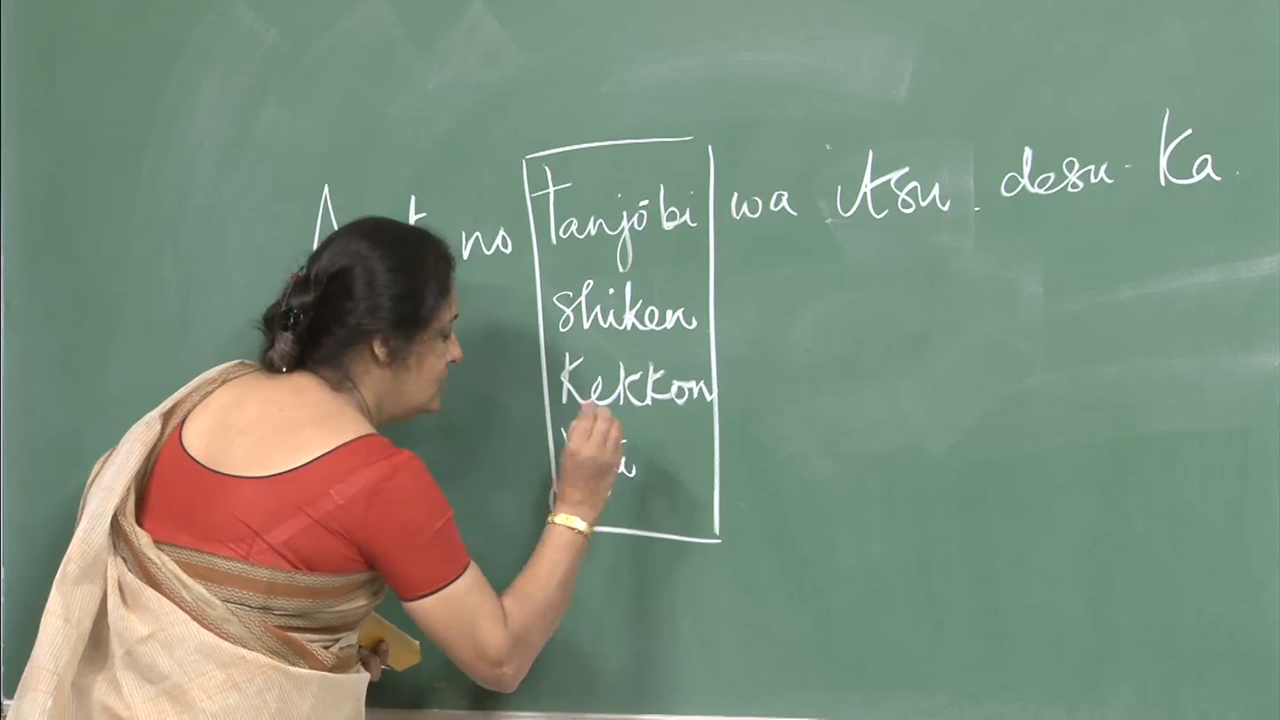 no tanjōbi wa itsu desu ka.
shiken
Kekkon